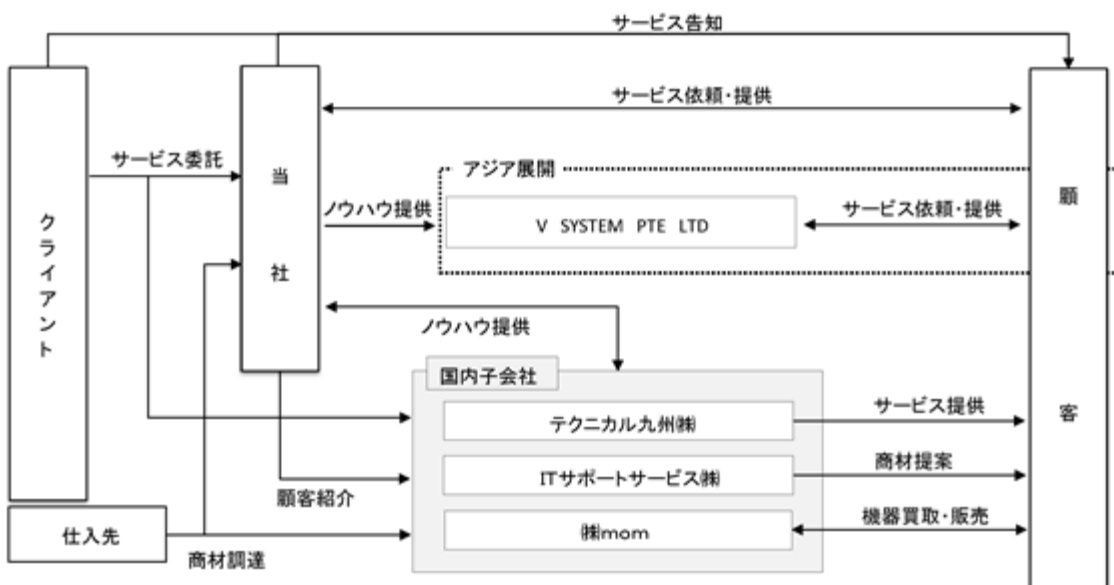 サービス告知
サービス依頼・提供
サービス委託
アジア展開
クライアント
当社
顧客
ノウハウ提供
V SYSTEM PTE LTD
サービス依頼・提供
ノウハウ提供
国内子会社
テクニカル九州㈱
サービス提供
ITサポートサービス㈱
商材提案
顧客紹介
㈱mom
機器買取・販売
仕入先
商材調達